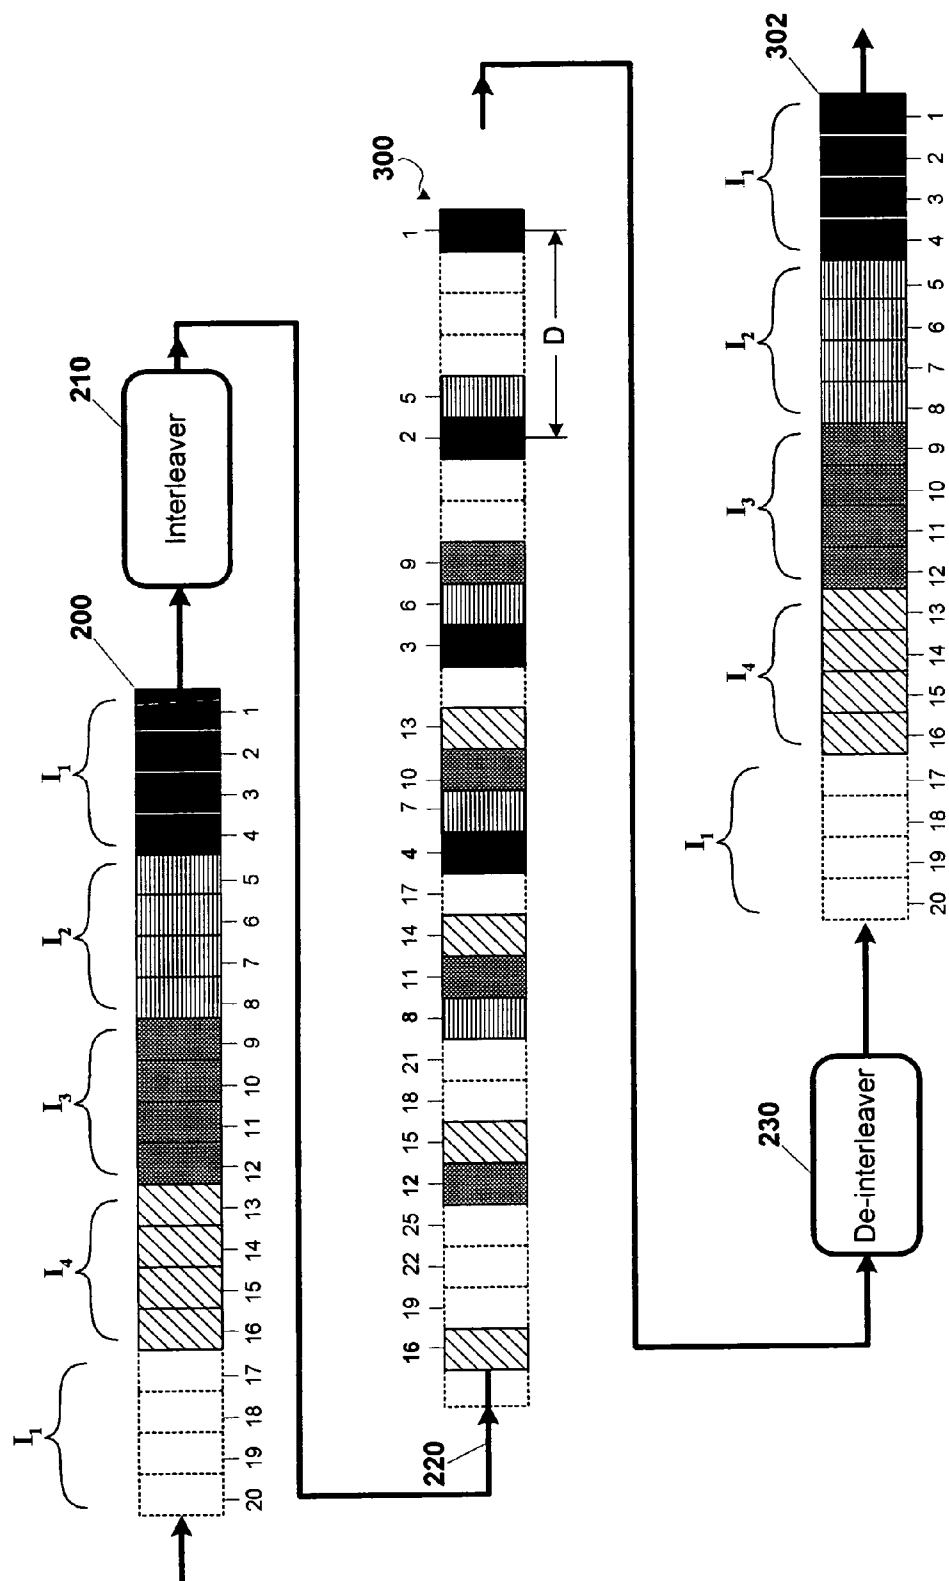 I₁
I₄
I₃
I₂
I₁
200
20 19 18 17 16 15 14 13 12 11 10 9 8 7 6 5 4 3 2 1
Interleaver
210
220
16 19 22 25 12 15 18 21 8 11 14 17 4 7 10 13 3 6 9 2 5 1
D
300
De-interleaver
230
I₁
I₄
I₃
I₂
I₁
302
20 19 18 17 16 15 14 13 12 11 10 9 8 7 6 5 4 3 2 1